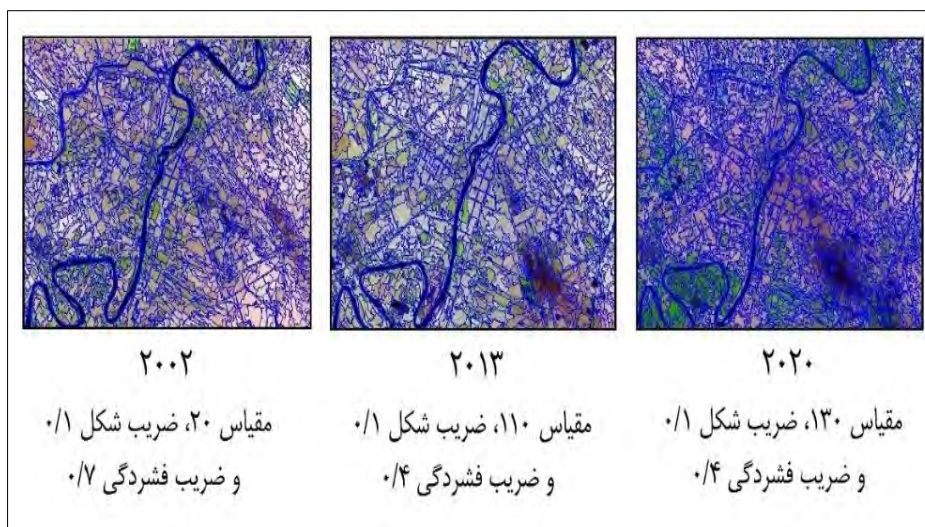 ۲۰۰۲
مقیاس ۲۰، ضریب شکل ۰/۱
و ضریب فشردگی ۰/۷
۲۰۱۳
مقیاس ۱۱۰، ضریب شکل ۰/۱
و ضریب فشردگی ۰/۴
۲۰۲۰
مقیاس ۱۳۰، ضریب شکل ۰/۱
و ضریب فشردگی ۰/۴